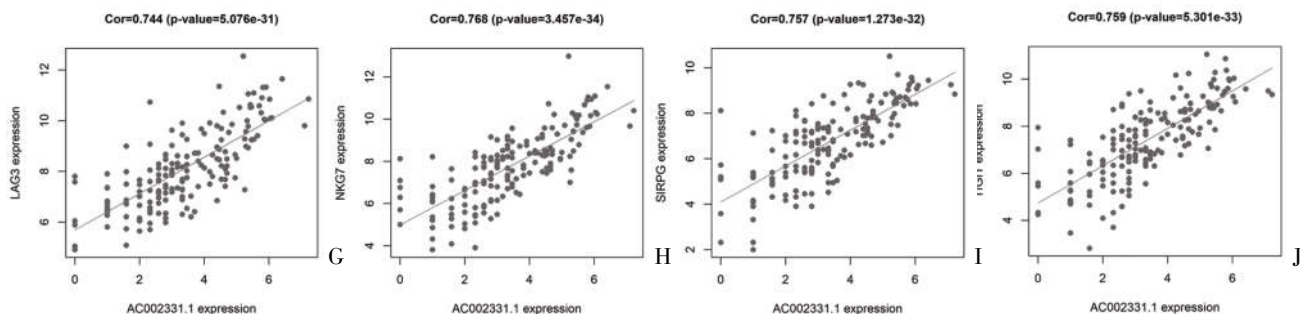 Cor=0.744 (p-value=5.076e-31)
LAG3 expression
12
10
8
6
0 2 4 6
AC002331.1 expression
G
Cor=0.768 (p-value=3.457e-34)
NKG7 expression
12
10
8
6
4
0 2 4 6
AC002331.1 expression
H
Cor=0.757 (p-value=1.273e-32)
SIRPG expression
10
8
6
4
2
0 2 4 6
AC002331.1 expression
I
Cor=0.759 (p-value=5.301e-33)
expression
10
8
6
4
0 2 4 6
AC002331.1 expression
J